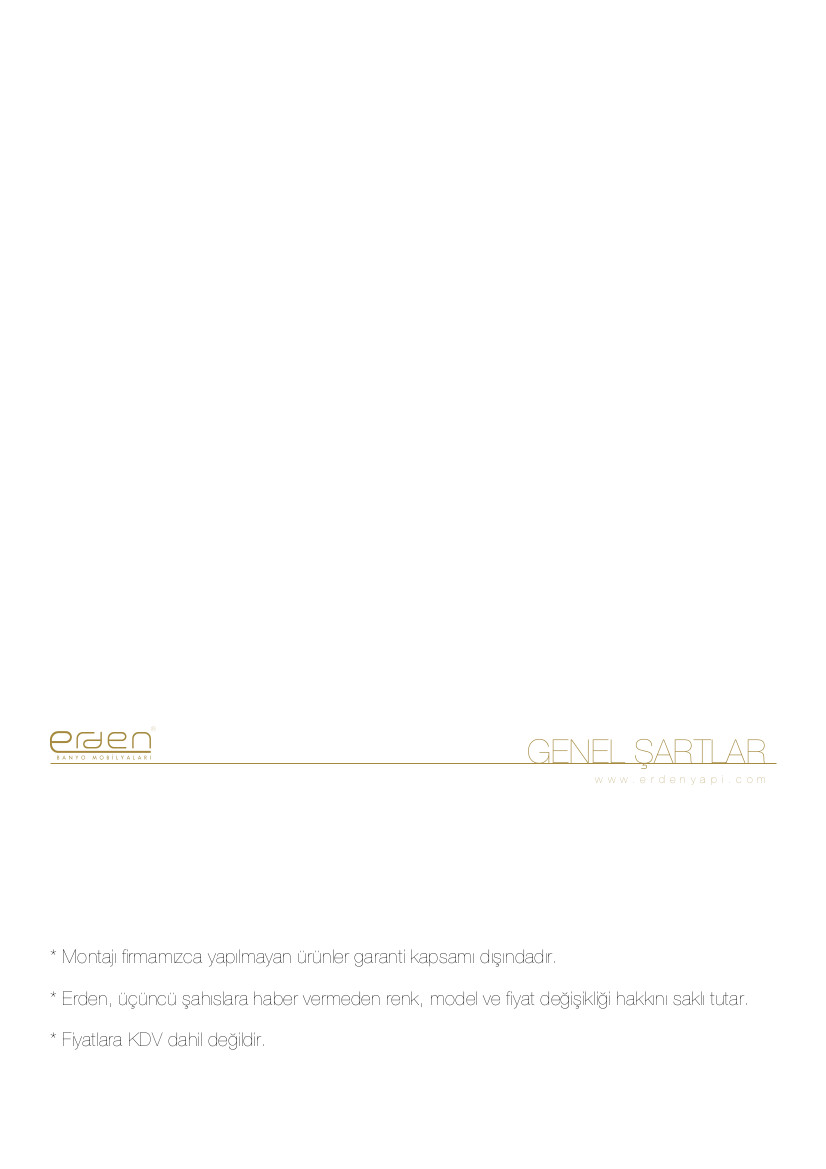 erden®
BANYO MOBİLYALARI
GENEL ŞARTLAR
www.erdenyapi.com
* Montajı firmamızca yapılmayan ürünler garanti kapsamı dışındadır.
* Erden, üçüncü şahıslara haber vermeden renk, model ve fiyat değişikliği hakkını saklı tutar.
* Fiyatlara KDV dahil değildir.